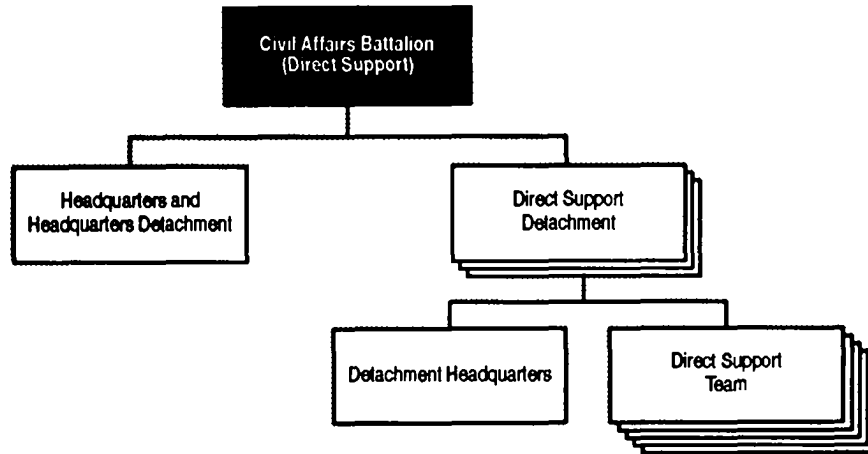 Civil Affairs Battalion
(Direct Support)
Headquarters and
Headquarters Detachment
Direct Support
Detachment
Detachment Headquarters
Direct Support
Team